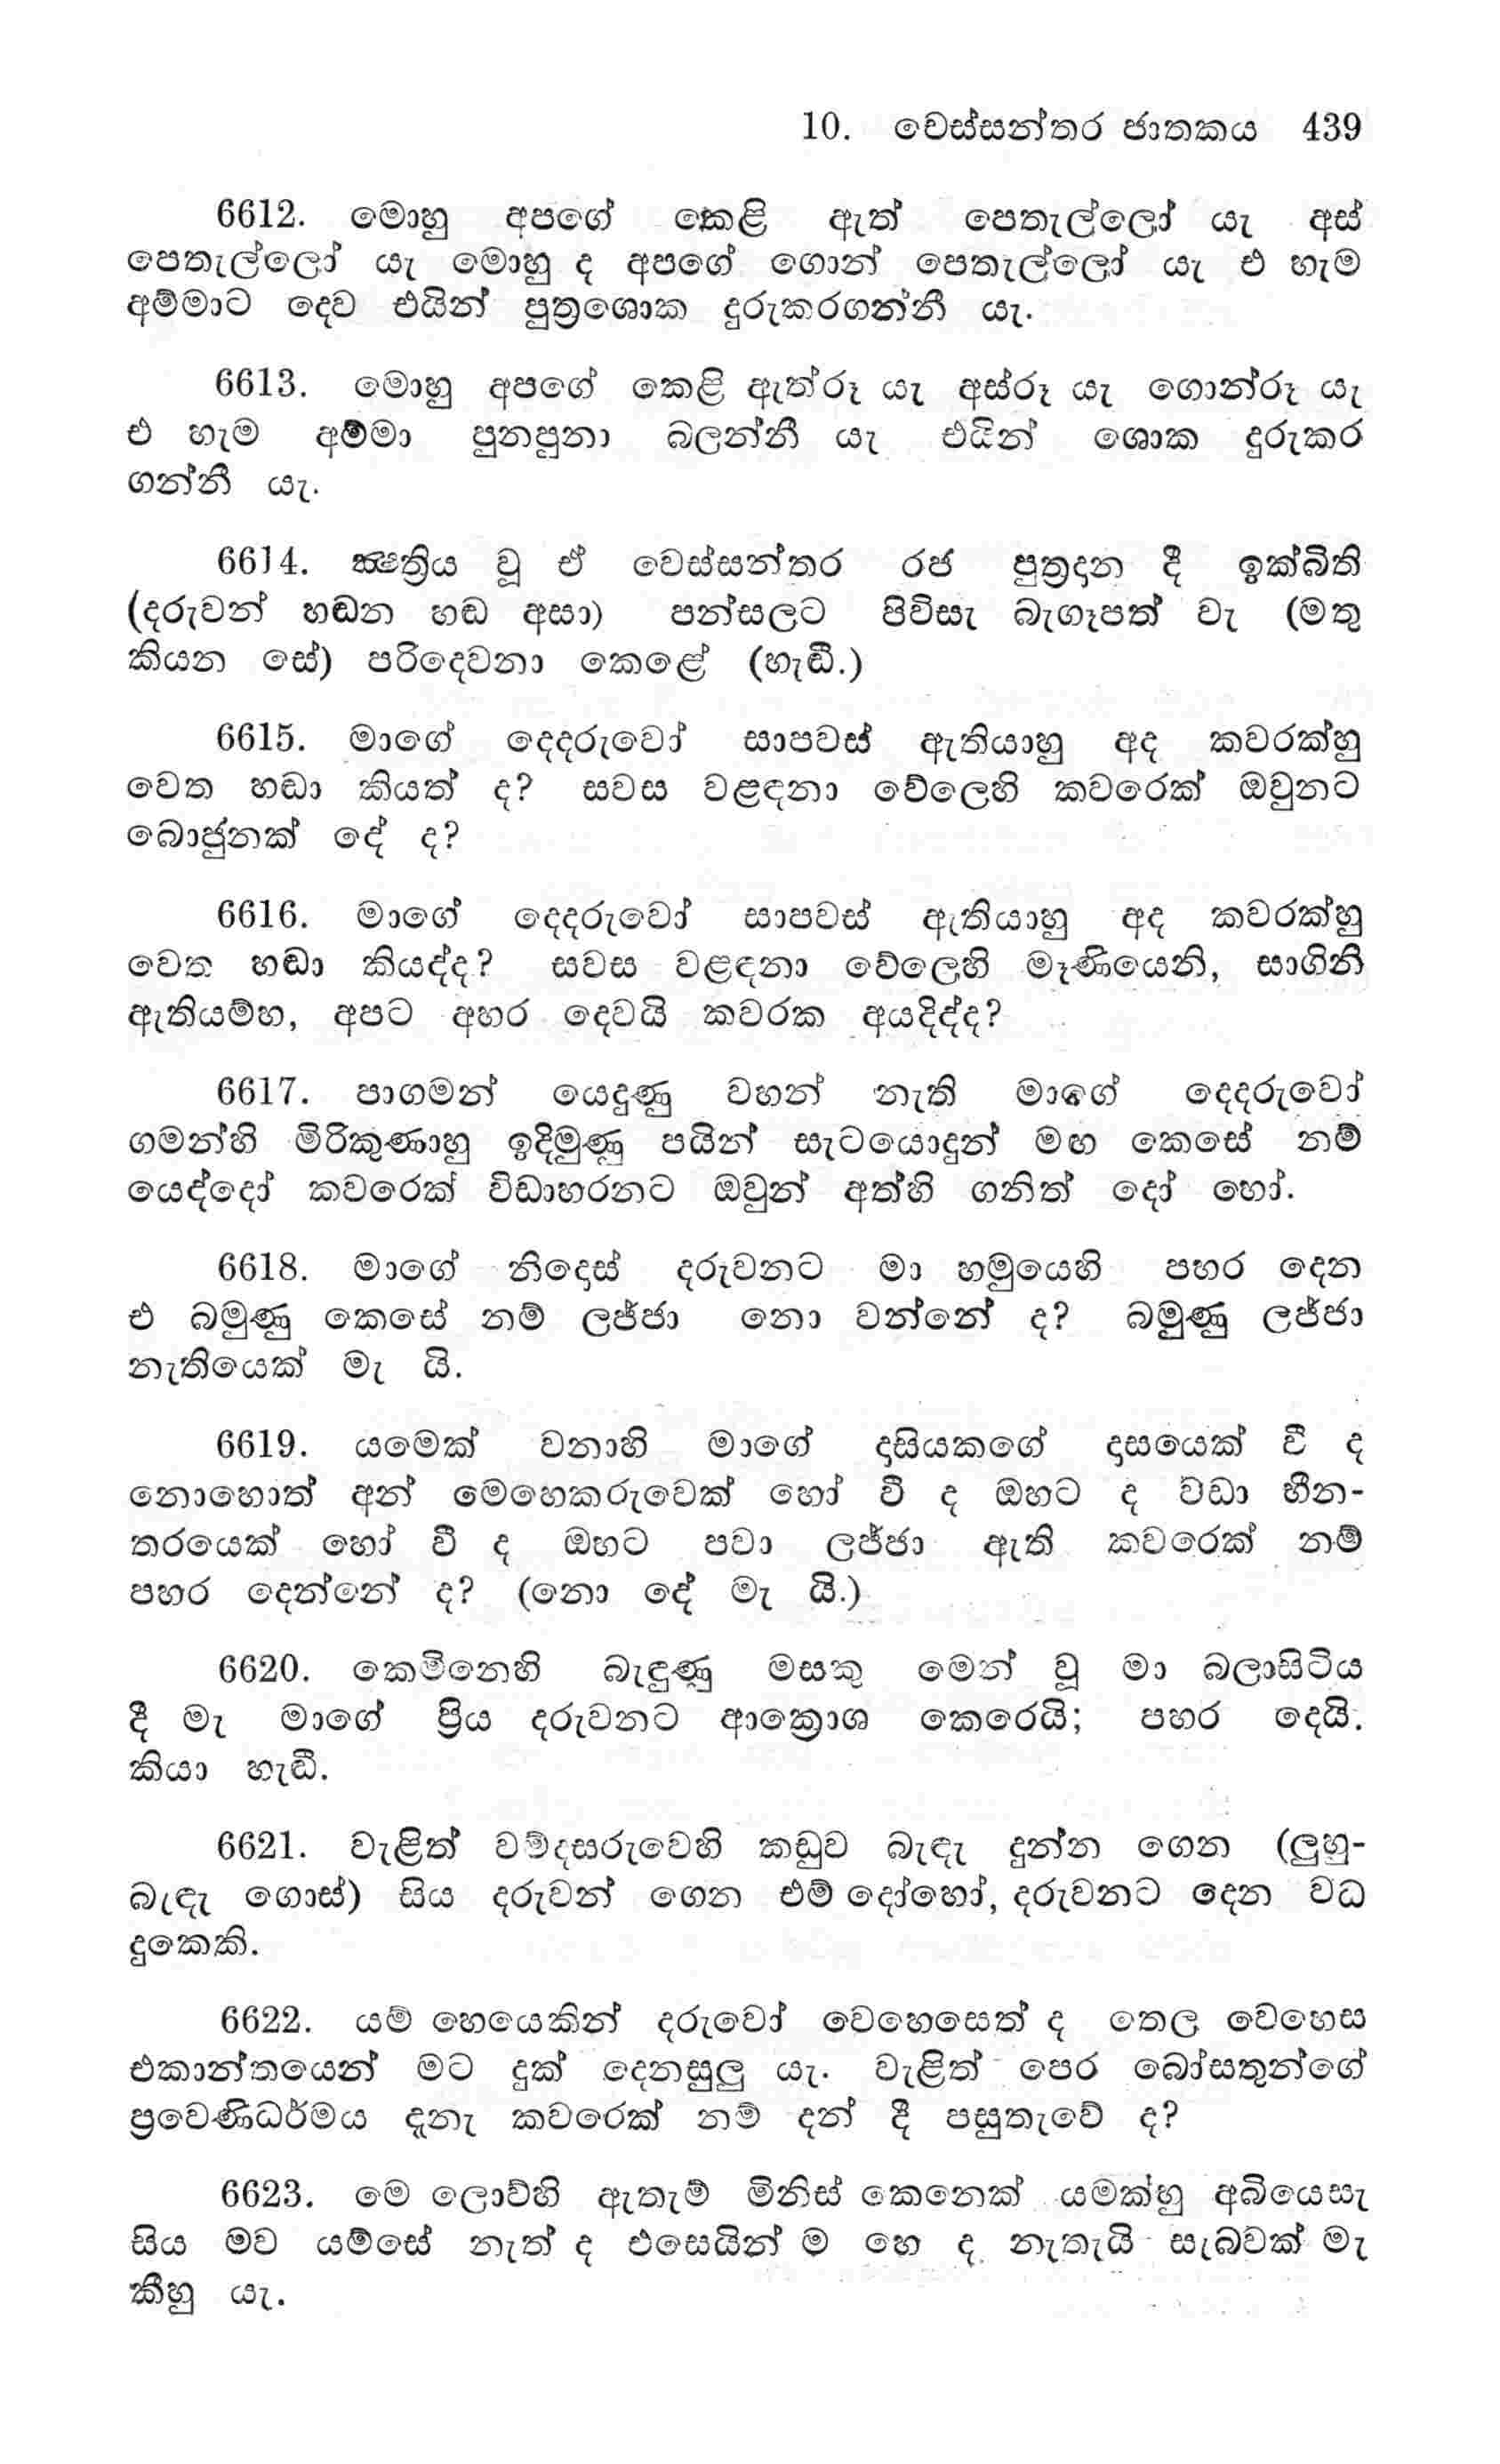 10. වෙස්සන්තර ජාතකය 439
6612. මොහු අපගේ කෙළි ඇත් පෙතැල්ලෝ යැ අස්
පෙතැල්ලෝ යැ මොහු ද අපගේ ගොන් පෙතැල්ලෝ යැ එ හැම
අම්මාට දෙව එයින් පුත්‍රශොක දුරුකරගන්නී යැ.
6613. මොහු අපගේ කෙළි ඇත්රූ යැ අස්රූ යැ ගොන්රූ යැ
එ හැම අම්මා පුනපුනා බලන්නී යැ එයින් ශොක දුරුකර
ගන්නී යැ.
6614. ක්‍ෂත්‍රිය වූ ඒ වෙස්සන්තර රජ පුත්‍රදාන දී ඉක්බිති
(දරුවන් හඬන හඬ අසා) පන්සලට පිවිසැ බැගෑපත් වැ (මතු
කියන සේ) පරිදෙවනා කෙළේ (හැඬී.)
6615. මාගේ දෙදරුවෝ සාපවස් ඇතියාහු අද කවරක්හු
වෙත හඬා කියත් ද? සවස වළඳනා වේලෙහි කවරෙක් ඔවුනට
බොජුනක් දේ ද?
6616. මාගේ දෙදරුවෝ සාපවස් ඇතියාහු අද කවරක්හු
වෙත හඬා කියද්ද? සවස වළඳනා වේලෙහි මෑණියෙනි, සාගිනි
ඇතියම්හ, අපට අහර දෙවයි කවරක අයදිද්ද?
6617. පාගමන් යෙදුණු වහන් නැති මාගේ දෙදරුවෝ
ගමන්හි මිරිකුණාහු ඉදිමුණු පයින් සැටයොදුන් මඟ කෙසේ නම්
යෙද්දෝ කවරෙක් විඩාහරනට ඔවුන් අත්හි ගනිත් දෝ හෝ.
6618. මාගේ නිදොස් දරුවනට මා හමුයෙහි පහර දෙන
එ බමුණු කෙසේ නම් ලජ්ජා නො වන්නේ ද? බමුණු ලජ්ජා
නැතියෙක් මැ යි.
6619. යමෙක් වනාහි මාගේ දාසියකගේ දාසයෙක් වී ද
නොහොත් අන් මෙහෙකරුවෙක් හෝ වී ද ඔහට ද වඩා හීන-
තරයෙක් හෝ වී ද ඔහට පවා ලජ්ජා ඇති කවරෙක් නම්
පහර දෙන්නේ ද? (නො දේ මැ යි.)
6620. කෙමිනෙහි බැඳුණු මසකු මෙන් වූ මා බලාසිටිය
දී මැ මාගේ ප්‍රිය දරුවනට ආක්‍රොශ කෙරෙයි; පහර දෙයි.
කියා හැඬී.
6621. වැළිත් වම්දසරුවෙහි කඩුව බැඳැ දුන්න ගෙන (ලුහු-
බැඳැ ගොස්) සිය දරුවන් ගෙන එම් දෝහෝ, දරුවනට දෙන වධ
දුකෙකි.
6622. යම් හෙයෙකින් දරුවෝ වෙහෙසෙත් ද තෙල වෙහෙස
එකාන්තයෙන් මට දුක් දෙනසුලු යැ. වැළිත් පෙර බෝසතුන්ගේ
ප්‍රවෙණිධර්මය දැනැ කවරෙක් නම් දන් දී පසුතැවේ ද?
6623. මෙ ලොව්හි ඇතැම් මිනිස් කෙනෙක් යමක්හු අබියෙසැ
සිය මව යම්සේ නැත් ද එසෙයින් ම හෙ ද නැතැයි සැබවක් මැ
කීහු යැ.